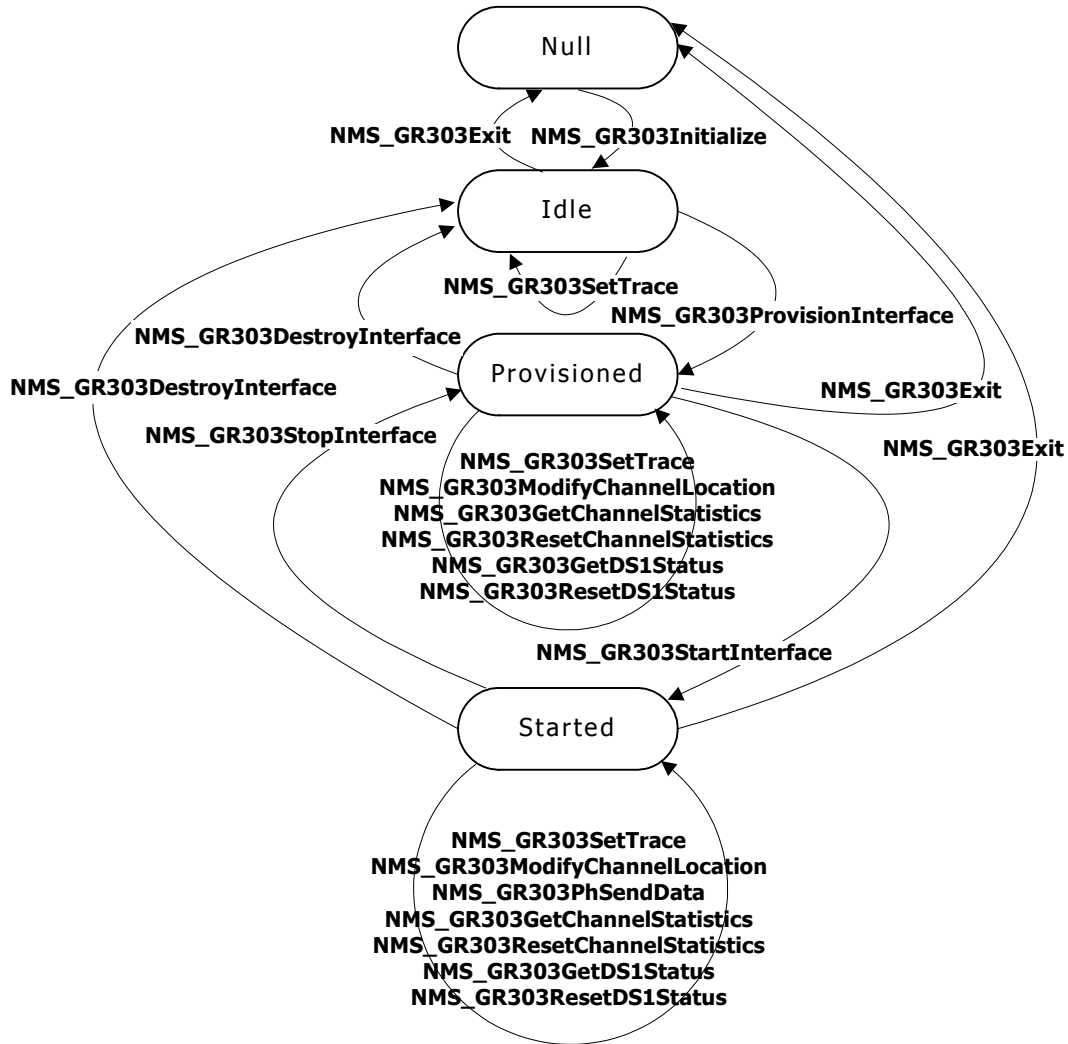 Null
NMS_GR303Exit
NMS_GR303Initialize
Idle
NMS_GR303SetTrace
NMS_GR303ProvisionInterface
NMS_GR303DestroyInterface
Provisioned
NMS_GR303DestroyInterface
NMS_GR303Exit
NMS_GR303StopInterface
NMS_GR303Exit
NMS_GR303SetTrace
NMS_GR303ModifyChannelLocation
NMS_GR303GetChannelStatistics
NMS_GR303ResetChannelStatistics
NMS_GR303GetDS1Status
NMS_GR303ResetDS1Status
NMS_GR303StartInterface
Started
NMS_GR303SetTrace
NMS_GR303ModifyChannelLocation
NMS_GR303PhSendData
NMS_GR303GetChannelStatistics
NMS_GR303ResetChannelStatistics
NMS_GR303GetDS1Status
NMS_GR303ResetDS1Status